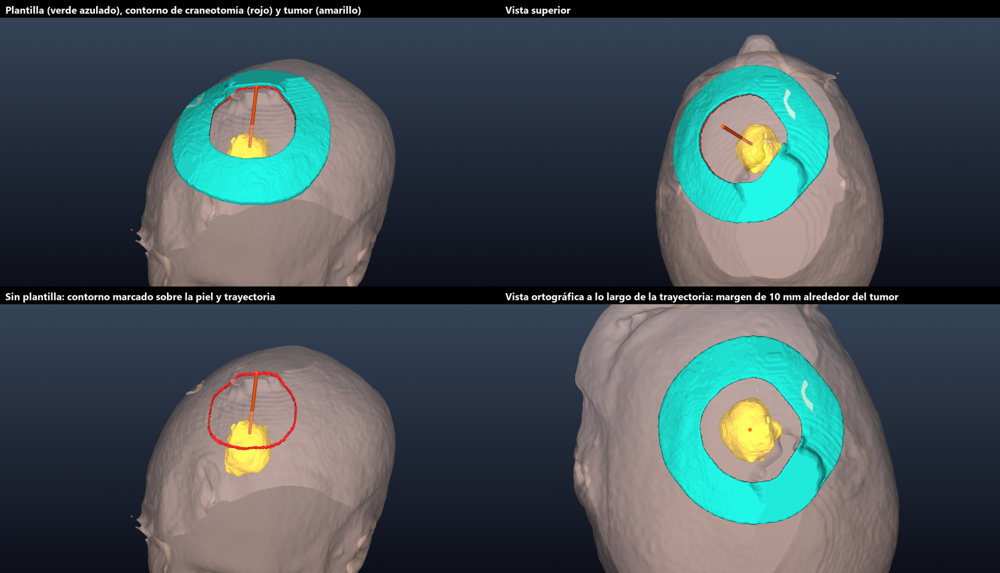 Plantilla (verde azulado), contorno de craneotomía (rojo) y tumor (amarillo)
Vista superior
Sin plantilla: contorno marcado sobre la piel y trayectoria
Vista ortográfica a lo largo de la trayectoria: margen de 10 mm alrededor del tumor